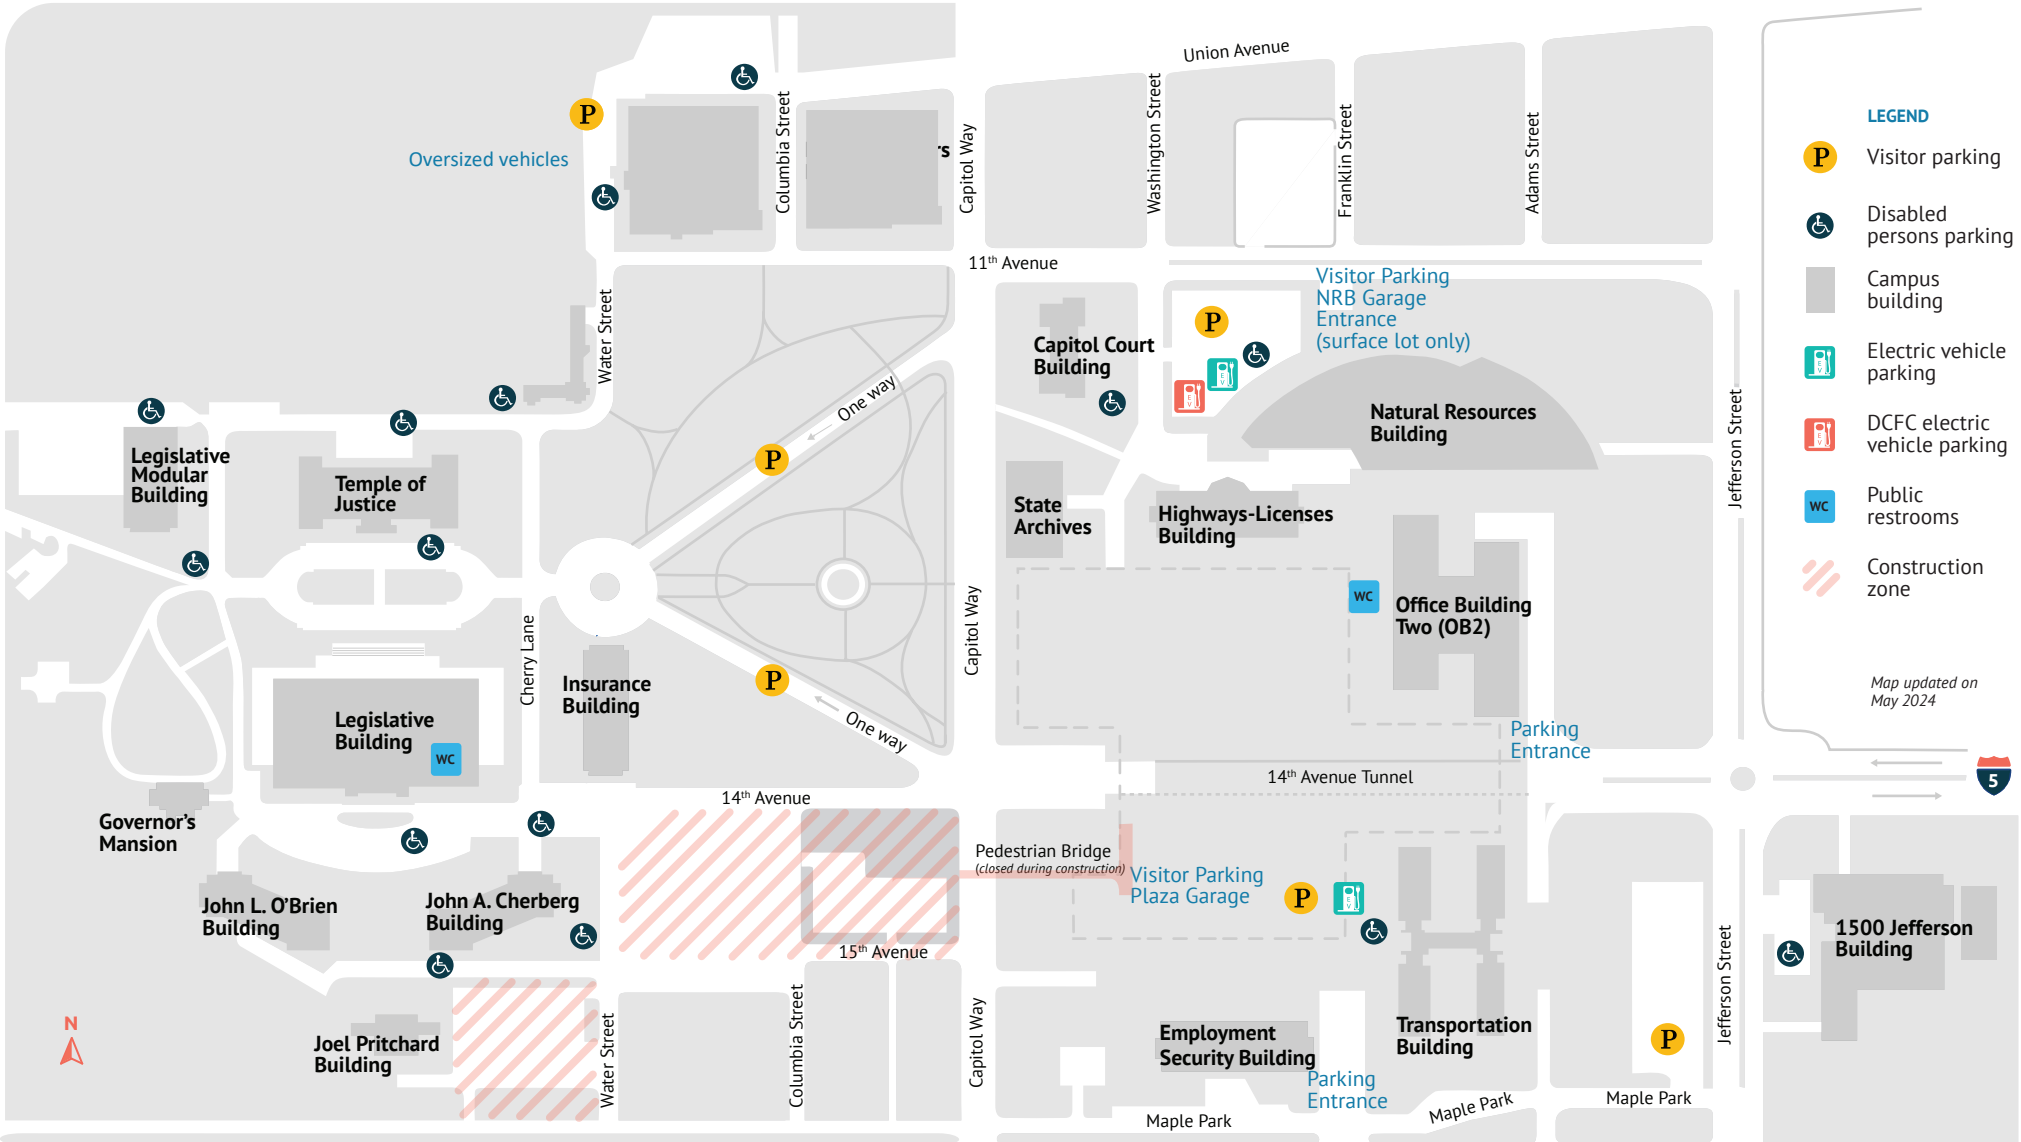 Union Avenue
Columbia Street
Capitol Way
Washington Street
Franklin Street
Adams Street
P
Oversized vehicles
rs
11th Avenue
Water Street
Visitor Parking
NRB Garage
Entrance
(surface lot only)
P
EV
EV
Capitol Court
Building
Natural Resources
Building
Jefferson Street
One way
P
Legislative
Modular
Building
Temple of
Justice
State
Archives
Highways-Licenses
Building
WC
Office Building
Two (OB2)
Capitol Way
Cherry Lane
Insurance
Building
P
One way
Legislative
Building
WC
Parking
Entrance
14th Avenue Tunnel
14th Avenue
Governor's
Mansion
Pedestrian Bridge
(closed during construction)
Visitor Parking
Plaza Garage
P
EV
John L. O'Brien
Building
John A. Cherberg
Building
15th Avenue
1500 Jefferson
Building
Jefferson Street
N
Joel Pritchard
Building
Water Street
Columbia Street
Capitol Way
Employment
Security Building
Transportation
Building
P
Parking
Entrance
Maple Park
Maple Park
Maple Park
LEGEND
P
Visitor parking
Disabled
persons parking
Campus
building
EV
Electric vehicle
parking
EV
DCFC electric
vehicle parking
WC
Public
restrooms
Construction
zone
Map updated on
May 2024
5